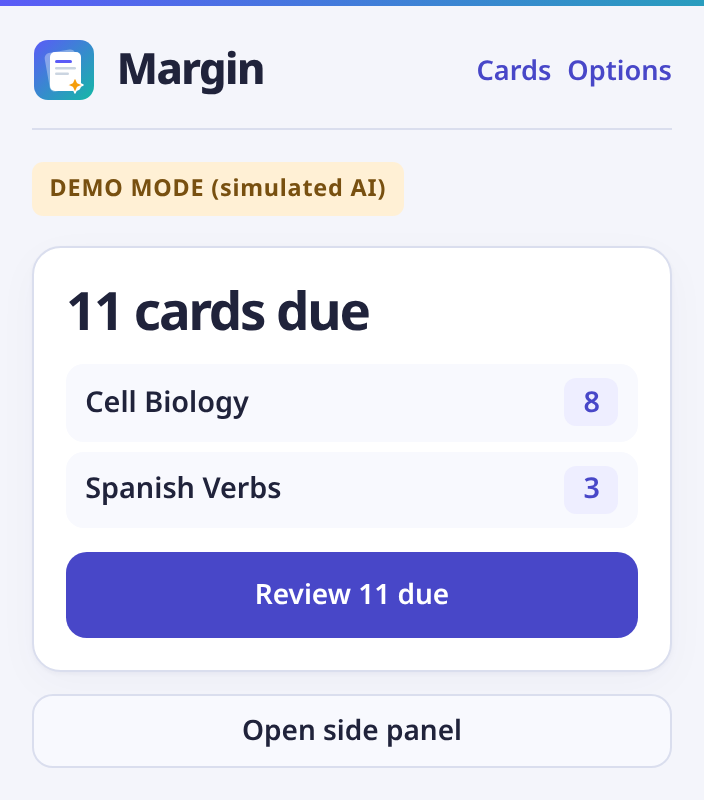 Margin
Cards Options
DEMO MODE (simulated AI)
11 cards due
Cell Biology 8
Spanish Verbs 3
Review 11 due
Open side panel